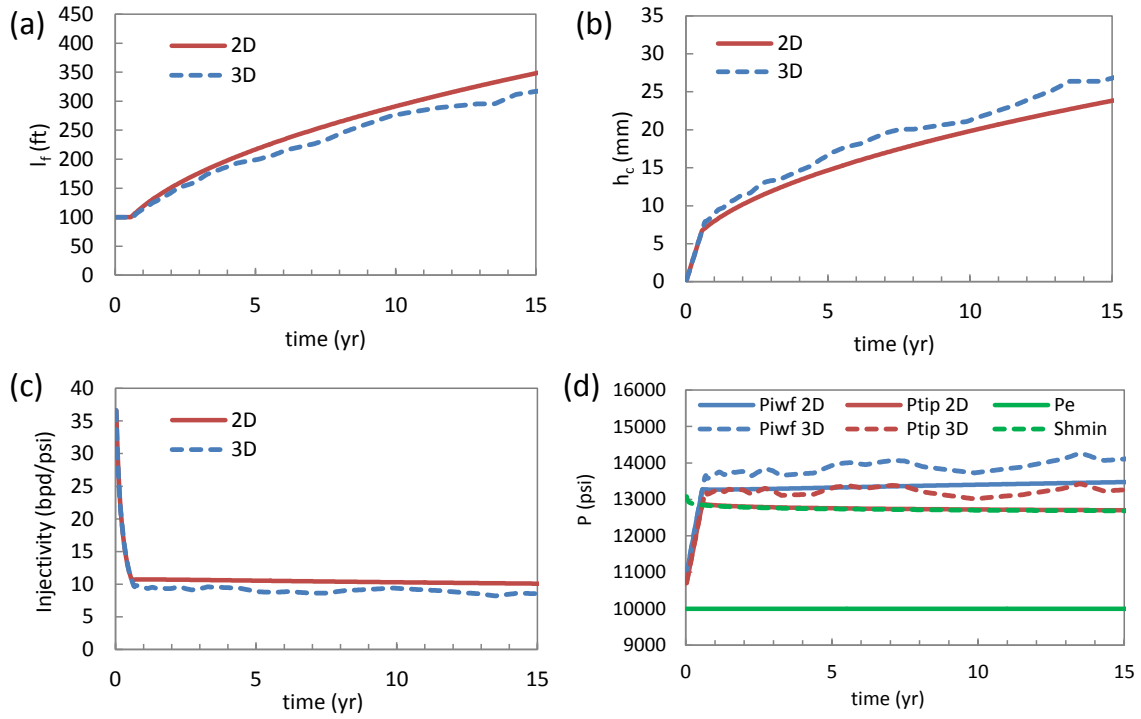 (a)
450
400
350
300
250
200
150
100
50
0
l_f (ft)
2D
3D
0 5 10 15
time (yr)
(b)
35
30
25
20
15
10
5
0
h_c (mm)
2D
3D
0 5 10 15
time (yr)
(c)
40
35
30
25
20
15
10
5
0
Injectivity (bpd/psi)
2D
3D
0 5 10 15
time (yr)
(d)
16000
15000
14000
13000
12000
11000
10000
9000
P (psi)
Piwf 2D Ptip 2D Pe
Piwf 3D Ptip 3D Shmin
0 5 10 15
time (yr)